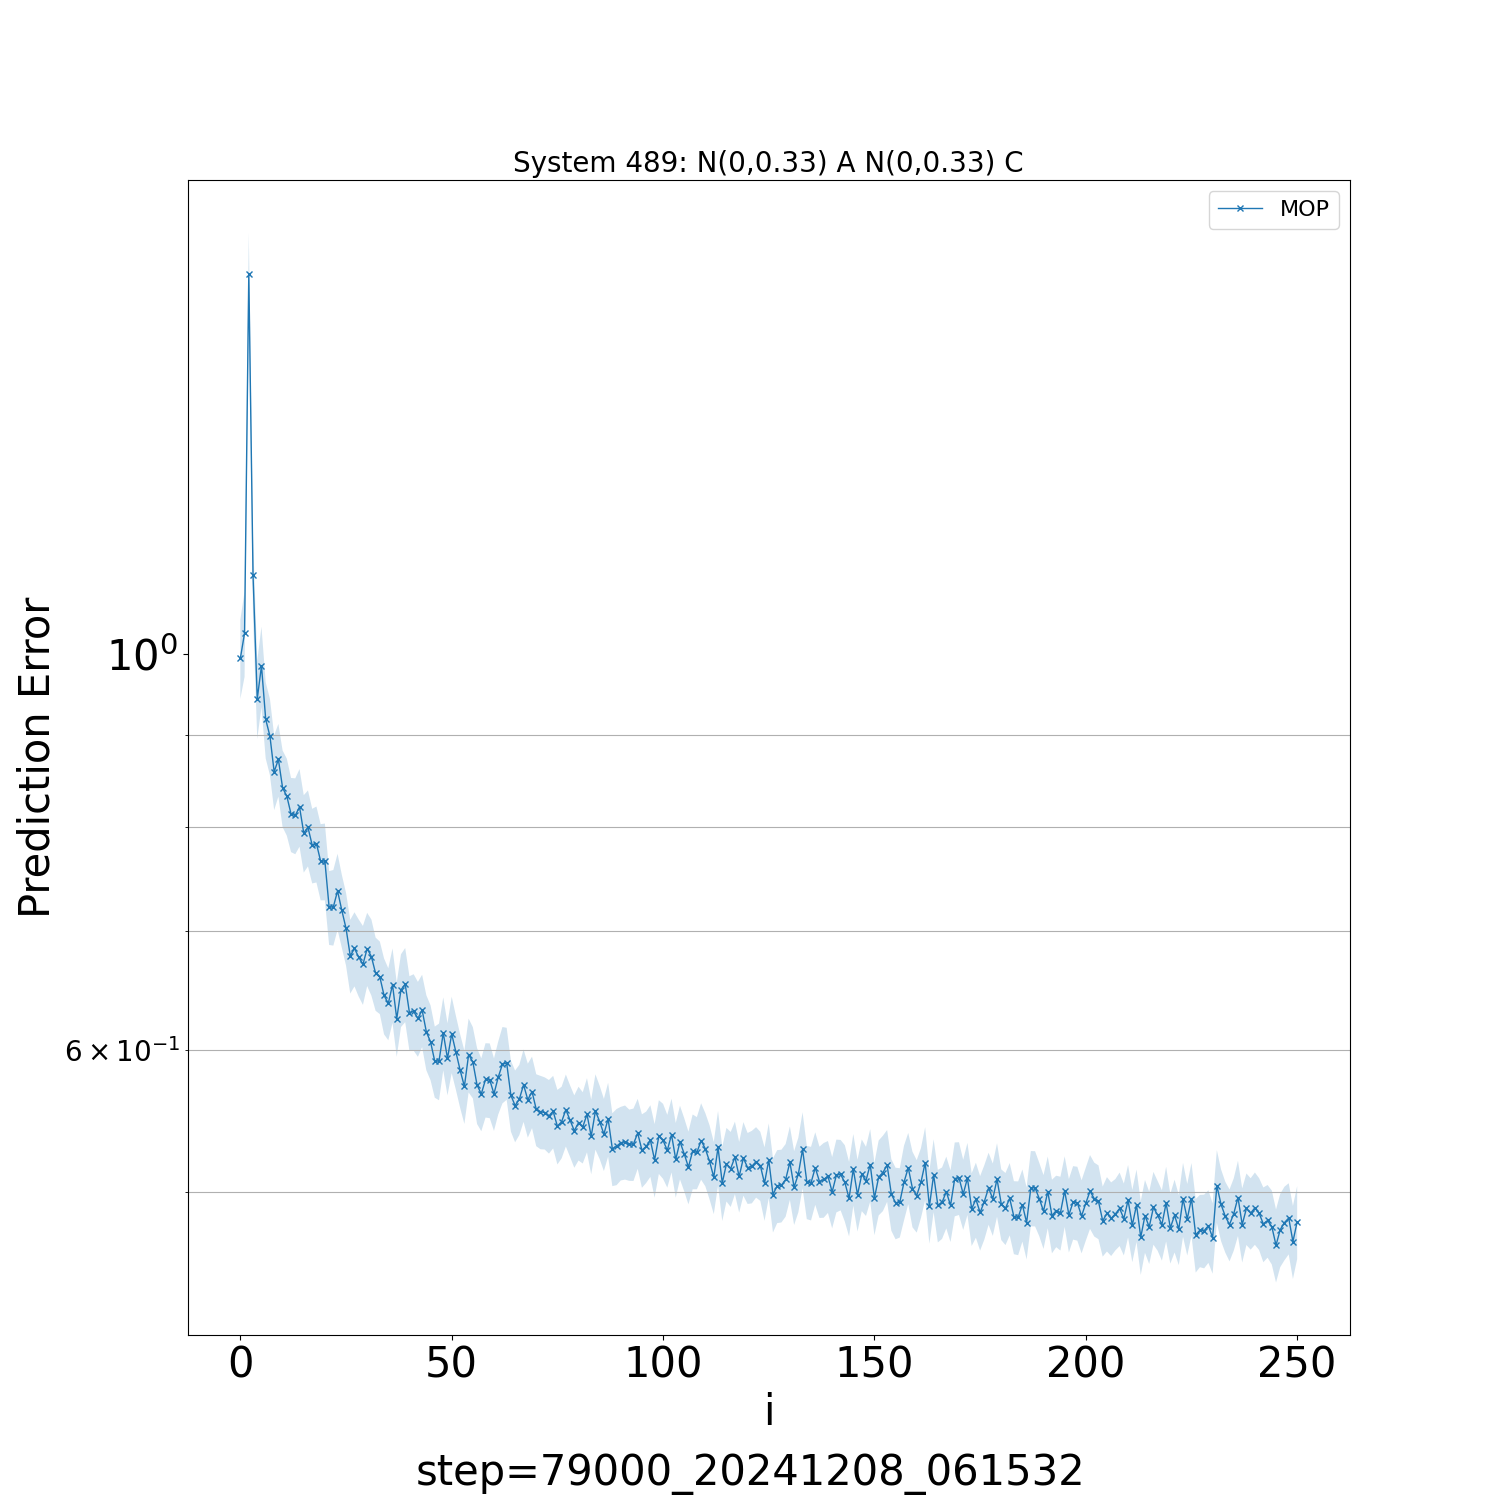 System 489: N(0,0.33) A N(0,0.33) C
MOP
Prediction Error
10⁰
6 × 10⁻¹
0 50 100 150 200 250
i
step=79000_20241208_061532